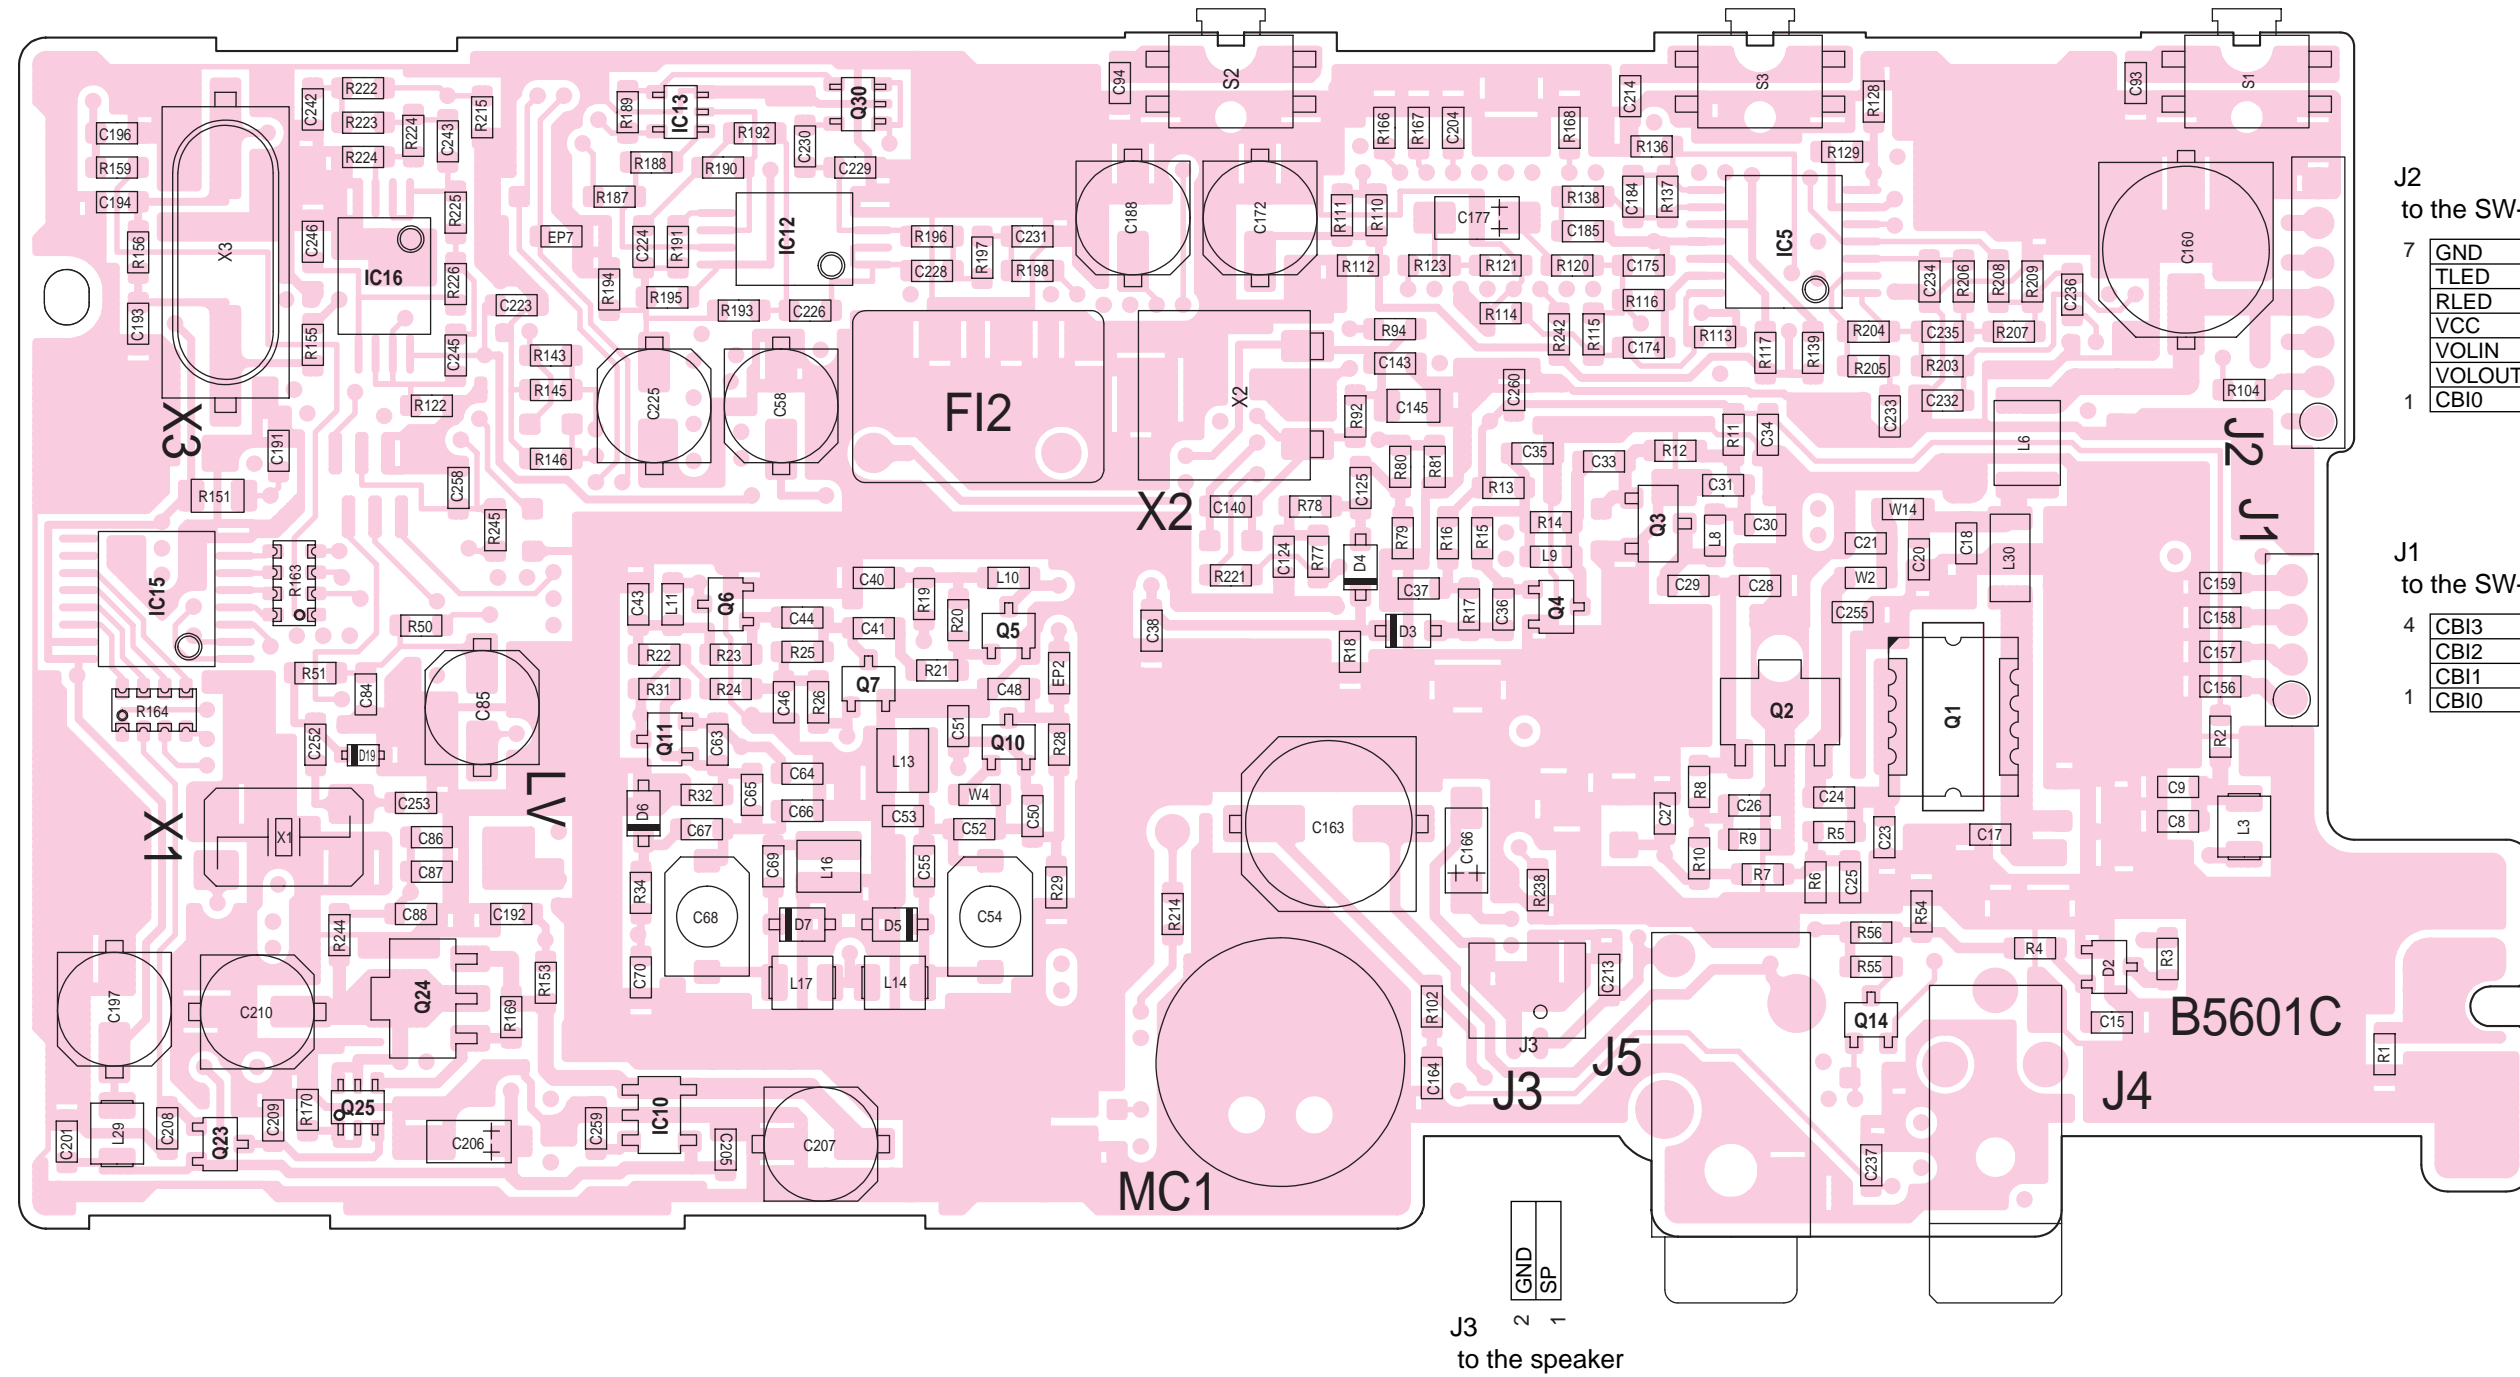 C94
S2
S3
S1
C93
C214
R128
C242
R222
R223
R224
R224
C243
R215
R189
IC13
R192
C230
Q30
R188
R190
C229
R166
R167
C204
R168
R136
R129
C196
R159
C194
R156
C193
X3
C246
IC16
R225
R226
R155
C245
C223
R187
EP7
C224
R191
R194
R195
R193
C226
IC12
R196
C228
R197
C231
R198
C188
C172
R111
R110
R112
C177
R138
C184
R137
C185
R123
R121
R120
C175
R116
R114
R242
R115
C174
R113
R117
R139
IC5
C234
R206
R208
R209
C236
R204
C235
R207
R205
R203
C233
C232
C160
R104
R143
R145
R146
R122
C225
C58
FI2
X2
X2
R94
C143
C145
R92
C260
X3
C191
R151
C258
R245
IC15
R163
R164
R50
R51
C84
C85
C252
D19
C140
R78
C125
R80
R81
R221
C124
R77
D4
R79
R16
R15
R13
C35
C33
R12
R11
C34
C31
R14
L9
Q3
L8
C30
C29
C28
Q4
C37
R17
C36
D3
R18
C38
L6
W14
C21
C20
C18
W2
C255
L30
J2
J1
C159
C158
C157
C156
R2
C9
C8
L3
C43
L11
Q6
C40
R19
L10
R20
Q5
C44
C41
R22
R23
R25
R21
EP2
R31
R24
C46
R26
Q7
C48
Q11
C63
C51
Q10
R28
L13
C64
C65
C66
R32
D6
C67
W4
C53
C52
C50
LV
X1
X1
C253
C86
C87
C88
C192
R34
C68
C69
L16
C55
C54
R29
D7
D5
C70
L17
L14
R244
Q24
R153
R169
C197
C210
C201
L29
C208
Q23
C209
R170
Q25
C206
C259
IC10
C205
C207
C163
C166
R214
R238
R102
C164
MC1
J3
C213
J3
J5
Q2
Q1
R8
C27
C26
R9
R10
R7
C24
R5
R6
C25
C23
C17
R54
R56
R55
R4
D2
R3
Q14
C15
C237
J4
B5601C
R1
J2
to the SW-
7 GND
TLED
RLED
VCC
VOLIN
VOLOUT
1 CBI0
J1
to the SW-
4 CBI3
CBI2
CBI1
1 CBI0
2 GND
1 SP
J3
to the speaker